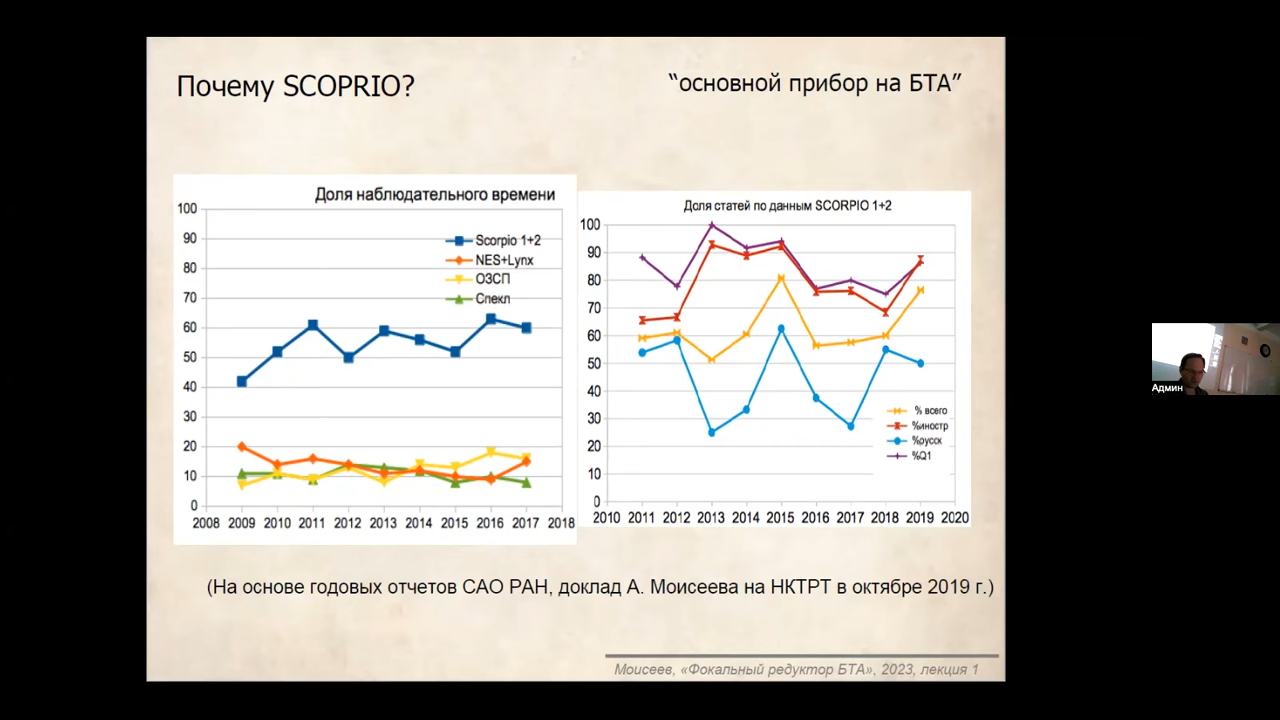 Почему SCOPRIO?
“основной прибор на БТА”
Доля наблюдательного времени
100
90
80
70
60
50
40
30
20
10
0
2008 2009 2010 2011 2012 2013 2014 2015 2016 2017 2018
Scorpio 1+2
NES+Lynx
ОЗСП
Спекл
Доля статей по данным SCORPIO 1+2
100
90
80
70
60
50
40
30
20
10
0
2010 2011 2012 2013 2014 2015 2016 2017 2018 2019 2020
% всего
%иностр
%русск
%Q1
(На основе годовых отчетов САО РАН, доклад А. Моисеева на НКТРТ в октябре 2019 г.)
Моисеев, «Фокальный редуктор БТА», 2023, лекция 1
Админ